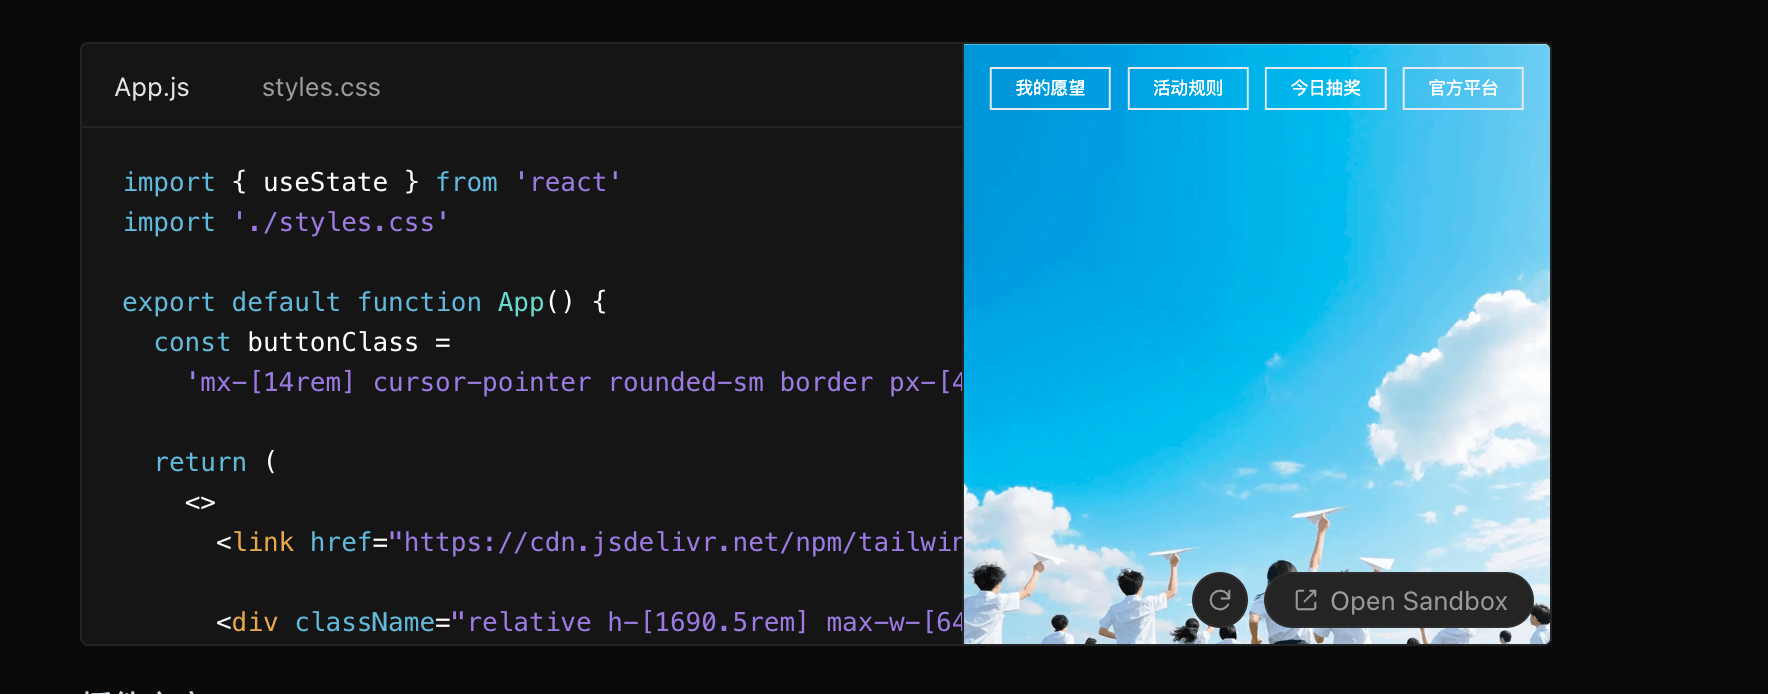 App.js
styles.css
import { useState } from 'react'
import './styles.css'
export default function App() {
const buttonClass =
'mx-[14rem] cursor-pointer rounded-sm border px-[4
return (
<>
<link href="https://cdn.jsdelivr.net/npm/tailwin
<div className="relative h-[1690.5rem] max-w-[64
我的愿望
活动规则
今日抽奖
官方平台
Open Sandbox